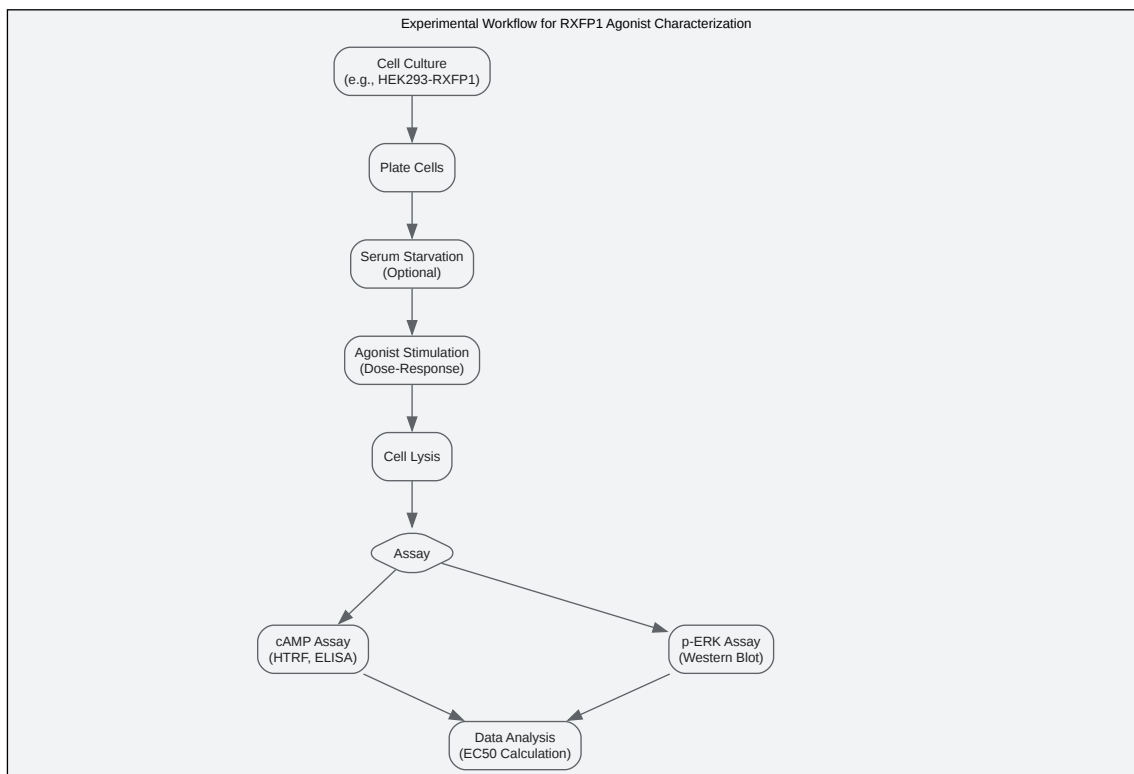 Experimental Workflow for RXFP1 Agonist Characterization
Cell Culture
(e.g., HEK293-RXFP1)
Plate Cells
Serum Starvation
(Optional)
Agonist Stimulation
(Dose-Response)
Cell Lysis
Assay
cAMP Assay
(HTRF, ELISA)
p-ERK Assay
(Western Blot)
Data Analysis
(EC50 Calculation)